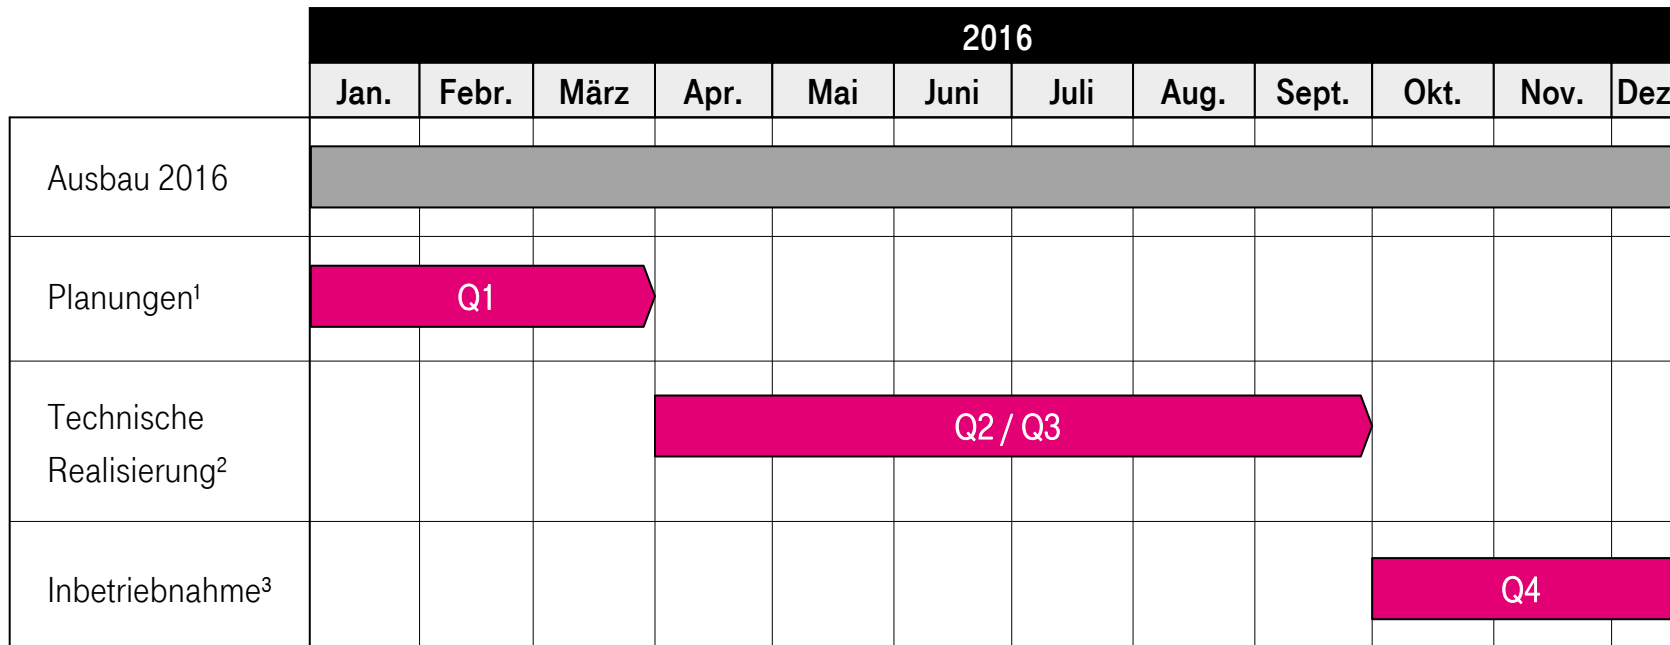 2016
Jan. Febr. März Apr. Mai Juni Juli Aug. Sept. Okt. Nov. Dez
Ausbau 2016
Planungen¹ Q1
Technische
Realisierung²
Q2 / Q3
Inbetriebnahme³ Q4